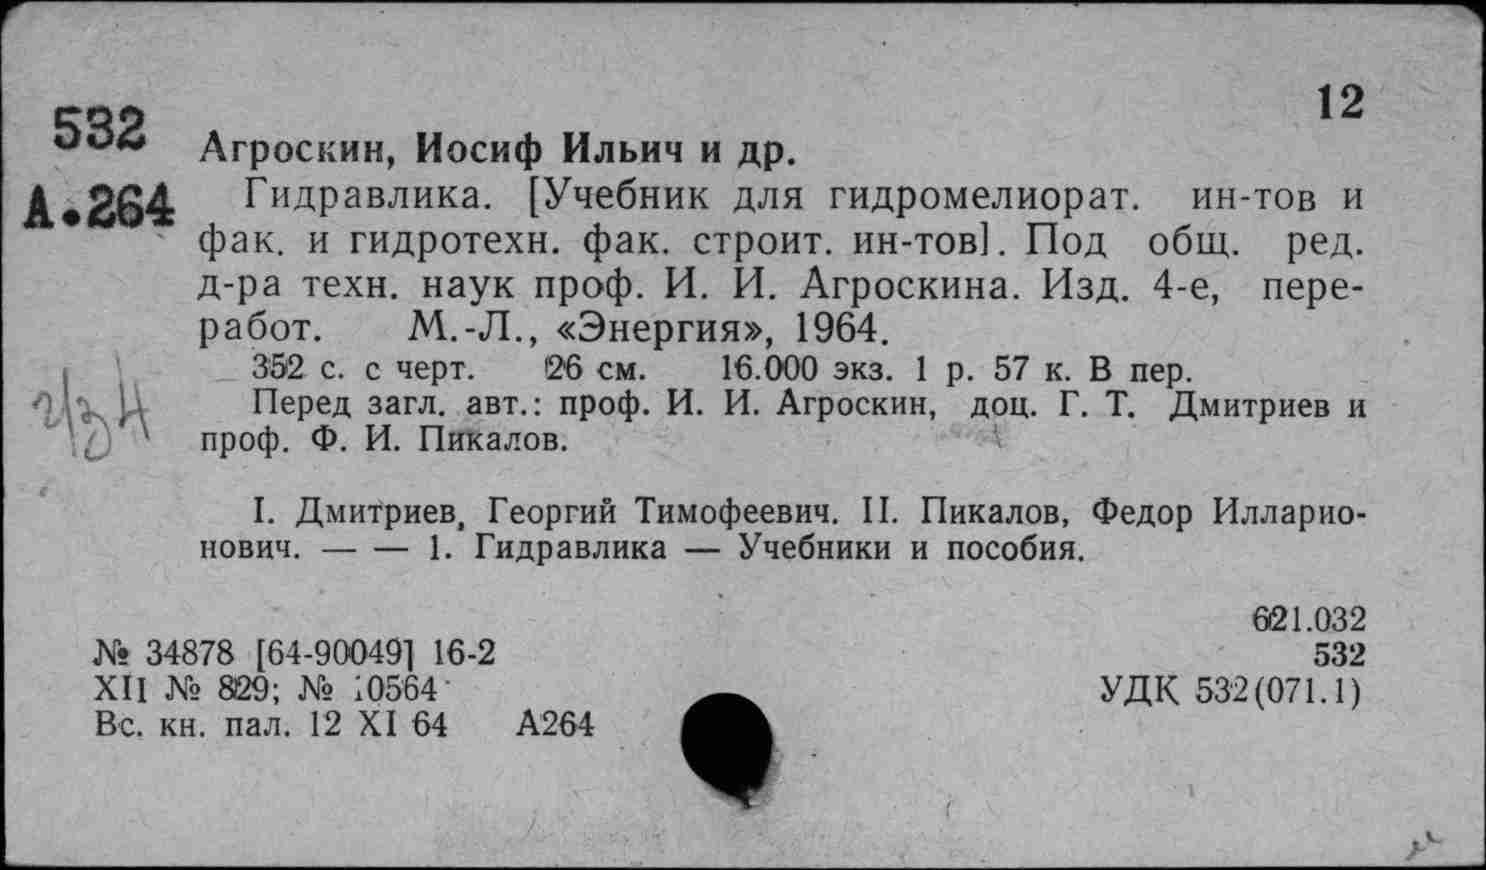 12
532
Агроскин, Иосиф Ильич и др.
А.264
Гидравлика. [Учебник для гидромелиорат. ин-тов и
фак. и гидротехн. фак. строит. ин-тов]. Под общ. ред.
д-ра техн. наук проф. И. И. Агроскина. Изд. 4-е, пере-
работ. М.-Л., «Энергия», 1964.
352 с. с черт. 26 см. 16.000 экз. 1 р. 57 к. В пер.
Перед загл. авт.: проф. И. И. Агроскин, доц. Г. Т. Дмитриев и
проф. Ф. И. Пикалов.
I. Дмитриев, Георгий Тимофеевич. II. Пикалов, Федор Илларио-
нович. — — 1. Гидравлика — Учебники и пособия.
621.032
№ 34878 [64-90049] 16-2
532
XII № 829; № 10564
УДК 532(071.1)
Вс. кн. пал. 12 XI 64 А264